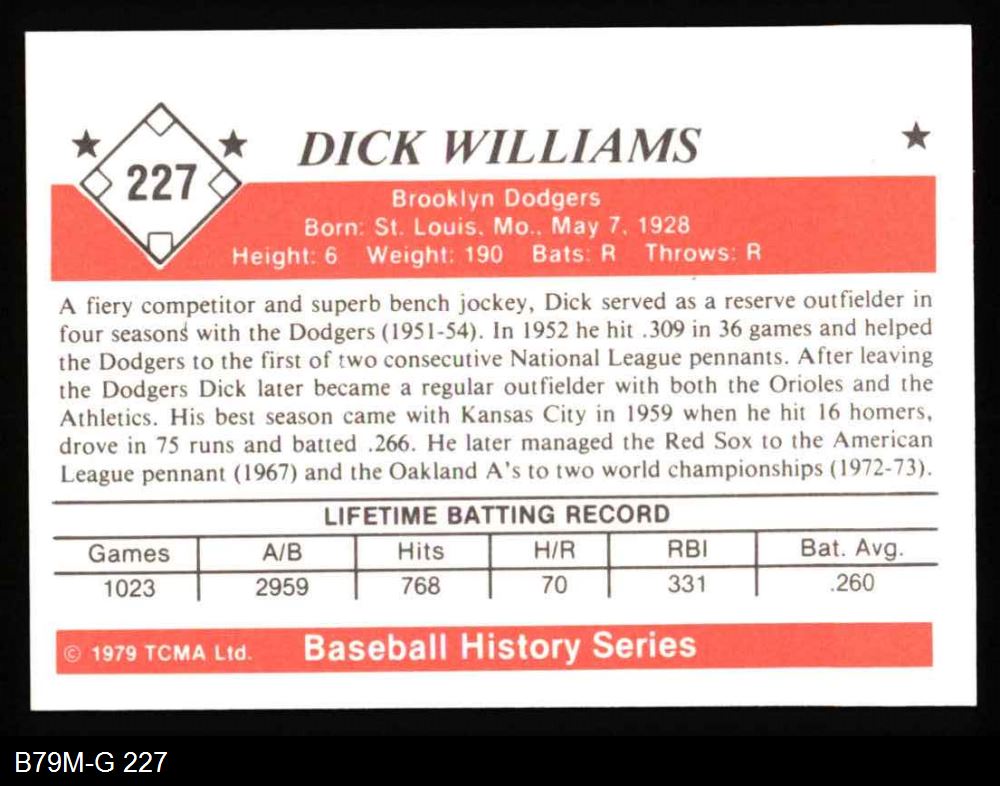 227
DICK WILLIAMS
Brooklyn Dodgers
Born: St. Louis, Mo., May 7, 1928
Height: 6 Weight: 190 Bats: R Throws: R
A fiery competitor and superb bench jockey, Dick served as a reserve outfielder in
four seasons with the Dodgers (1951-54). In 1952 he hit .309 in 36 games and helped
the Dodgers to the first of two consecutive National League pennants. After leaving
the Dodgers Dick later became a regular outfielder with both the Orioles and the
Athletics. His best season came with Kansas City in 1959 when he hit 16 homers,
drove in 75 runs and batted .266. He later managed the Red Sox to the American
League pennant (1967) and the Oakland A's to two world championships (1972-73).
LIFETIME BATTING RECORD
Games A/B Hits H/R RBI Bat. Avg.
1023 2959 768 70 331 .260
© 1979 TCMA Ltd. Baseball History Series
B79M-G 227